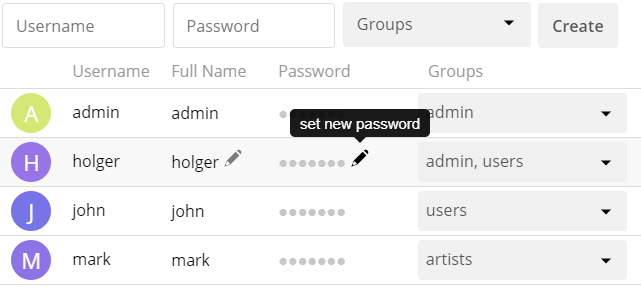 Username Password Groups Create
Username Full Name Password Groups
A admin admin ●●●●●●● admin
set new password
H holger holger ●●●●●●● admin, users
J john john ●●●●●●● users
M mark mark ●●●●●●● artists